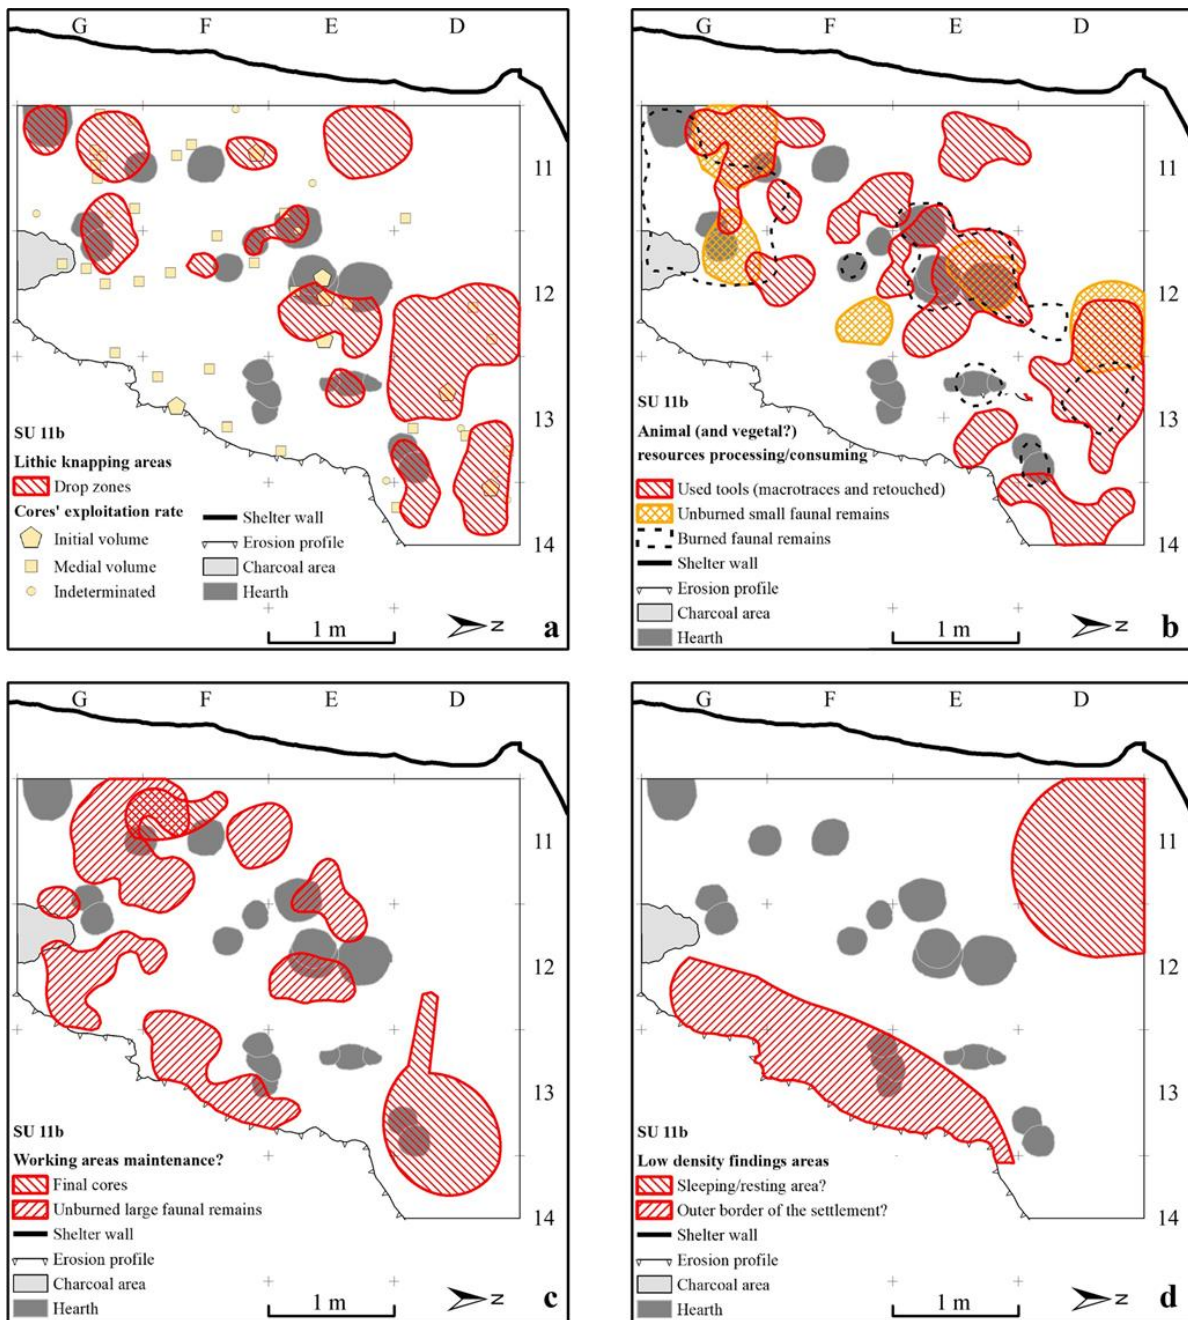 G F E D
11
12
13
14
SU 11b
Lithic knapping areas
Drop zones
Cores' exploitation rate
Initial volume
Medial volume
Indeterminated
Shelter wall
Erosion profile
Charcoal area
Hearth
1 m
N
a
G F E D
11
12
13
14
SU 11b
Animal (and vegetal?)
resources processing/consuming
Used tools (macrotraces and retouched)
Unburned small faunal remains
Burned faunal remains
Shelter wall
Erosion profile
Charcoal area
Hearth
1 m
N
b
G F E D
11
12
13
14
SU 11b
Working areas maintenance?
Final cores
Unburned large faunal remains
Shelter wall
Erosion profile
Charcoal area
Hearth
1 m
N
c
G F E D
11
12
13
14
SU 11b
Low density findings areas
Sleeping/resting area?
Outer border of the settlement?
Shelter wall
Erosion profile
Charcoal area
Hearth
1 m
N
d